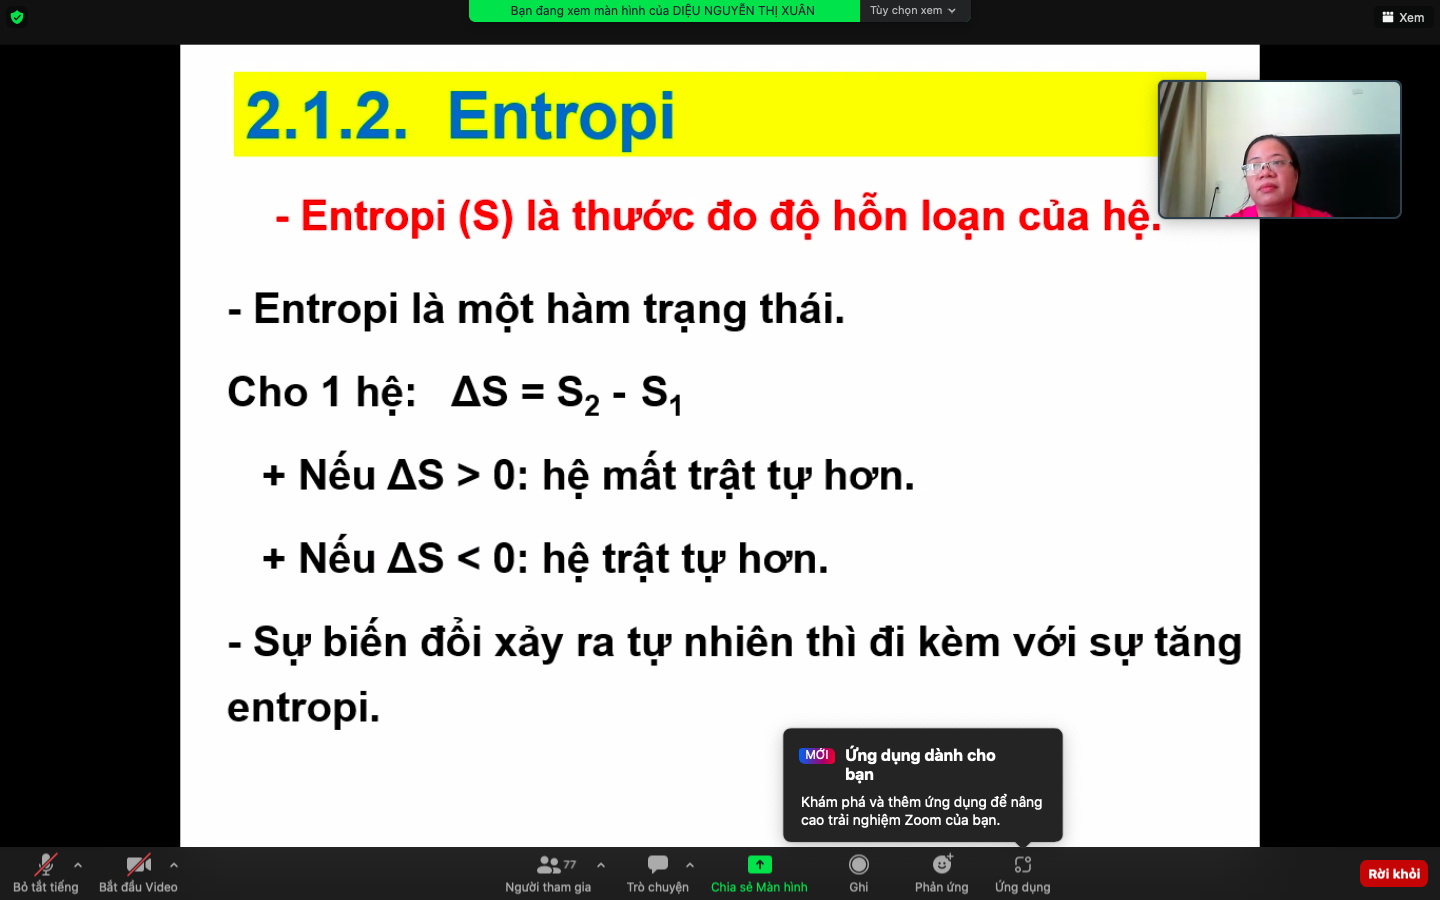 Bạn đang xem màn hình của DIỆU NGUYỄN THỊ XUÂN
Tùy chọn xem
Xem
2.1.2. Entropi
- Entropi (S) là thước đo độ hỗn loạn của hệ.
- Entropi là một hàm trạng thái.
Cho 1 hệ: ΔS = S₂ - S₁
+ Nếu ΔS > 0: hệ mất trật tự hơn.
+ Nếu ΔS < 0: hệ trật tự hơn.
- Sự biến đổi xảy ra tự nhiên thì đi kèm với sự tăng
entropi.
MỚI Ứng dụng dành cho
bạn
Khám phá và thêm ứng dụng để nâng
cao trải nghiệm Zoom của bạn.
Bỏ tắt tiếng
Bắt đầu Video
77
Người tham gia
Trò chuyện
Chia sẻ Màn hình
Ghi
Phản ứng
Ứng dụng
Rời khỏi